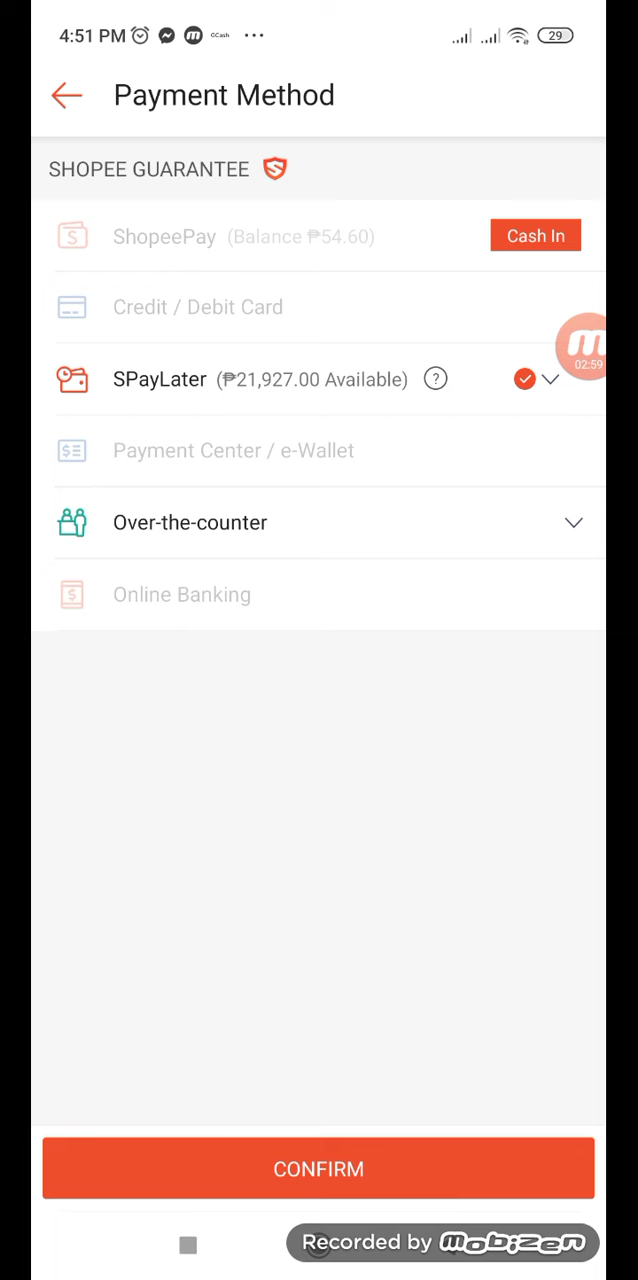 4:51 PM GCash ... 29
Payment Method
SHOPEE GUARANTEE
ShopeePay (Balance ₱54.60) Cash In
Credit / Debit Card
m
02:59
SPayLater (₱21,927.00 Available) ?
Payment Center / e-Wallet
Over-the-counter
Online Banking
CONFIRM
Recorded by mobizen